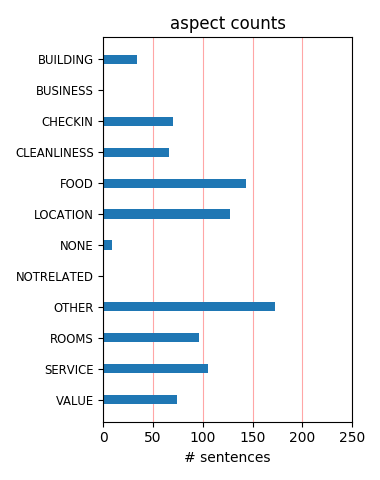 aspect counts
BUILDING
BUSINESS
CHECKIN
CLEANLINESS
FOOD
LOCATION
NONE
NOTRELATED
OTHER
ROOMS
SERVICE
VALUE
0 50 100 150 200 250
# sentences